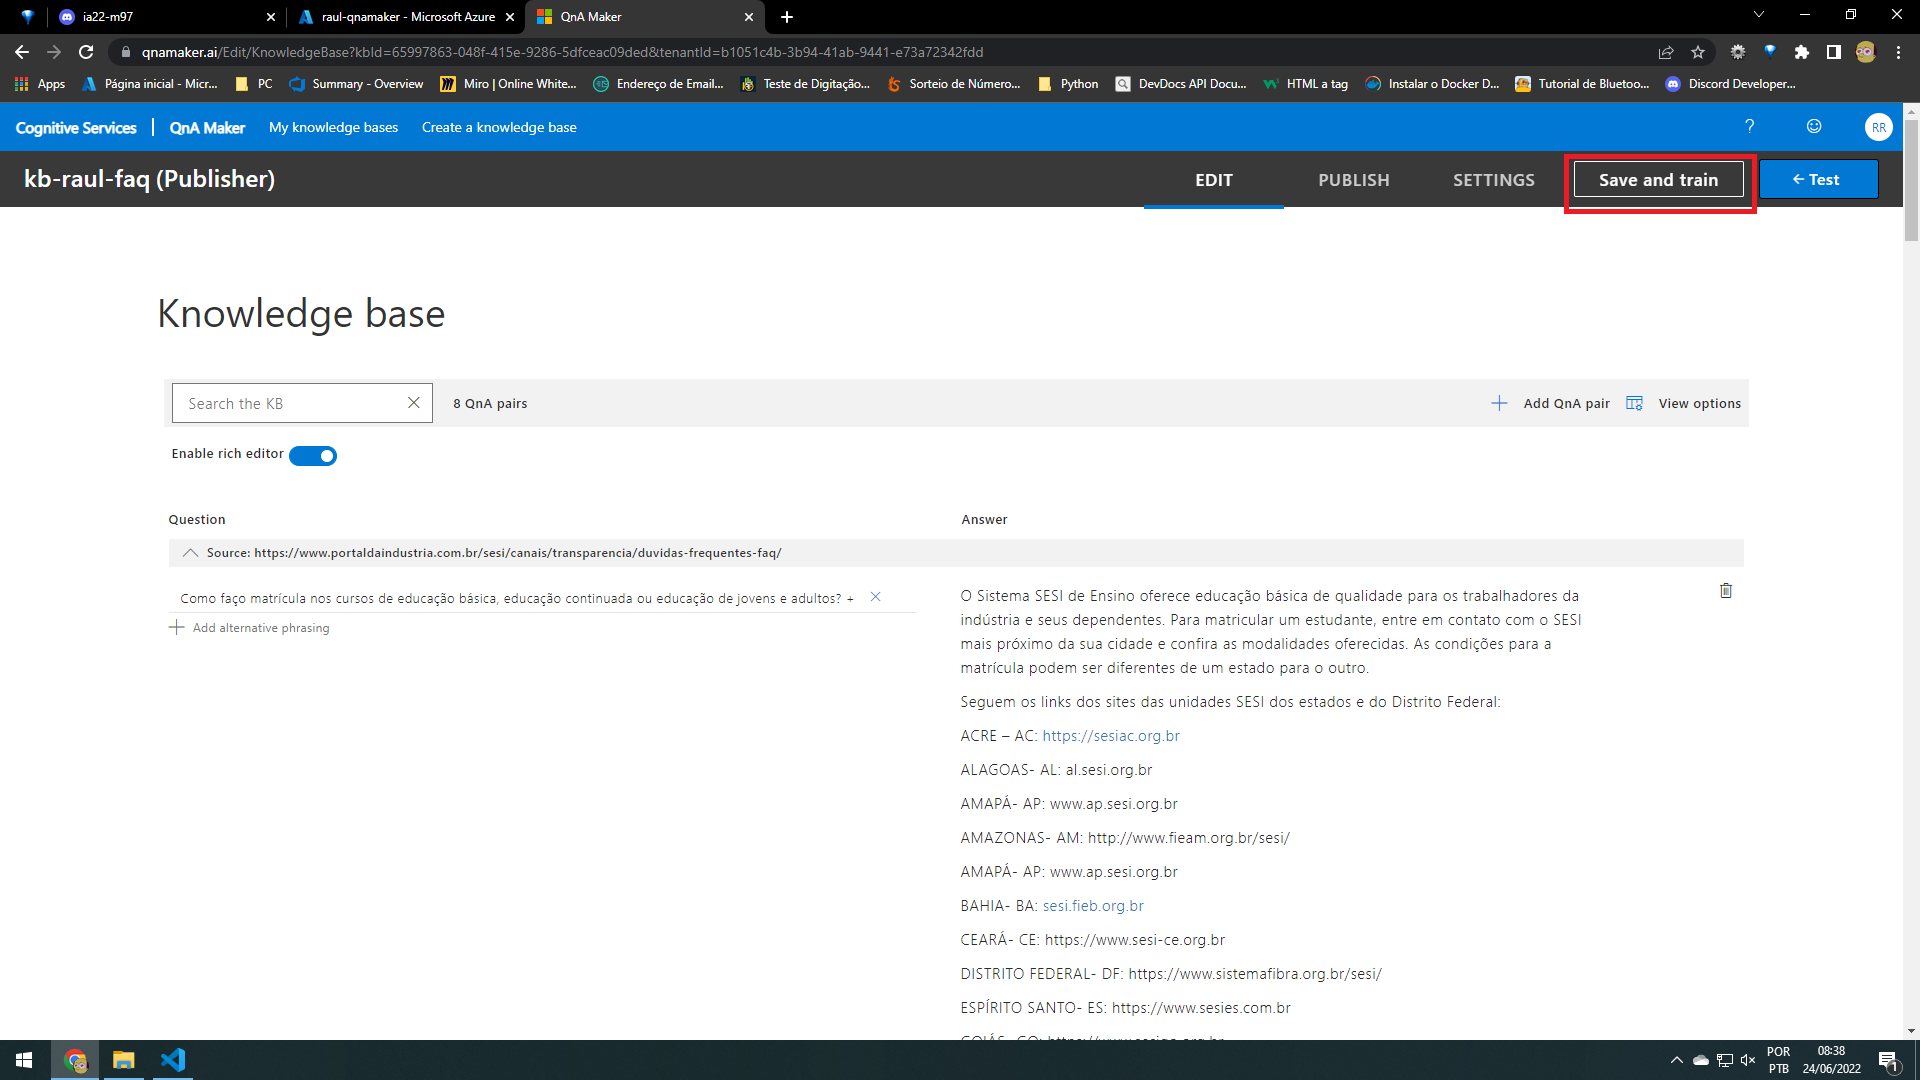 ia22-m97
raul-qnamaker - Microsoft Azure
QnA Maker
qnamaker.ai/Edit/KnowledgeBase?kbId=65997863-048f-415e-9286-5dfceac09ded&tenantId=b1051c4b-3b94-41ab-9441-e73a72342fdd
Apps Página inicial - Micr... PC Summary - Overview Miro | Online White... Endereço de Email... Teste de Digitação... Sorteio de Número... Python DevDocs API Docu... HTML a tag Instalar o Docker D... Tutorial de Bluetoo... Discord Developer...
Cognitive Services QnA Maker My knowledge bases Create a knowledge base ? RR
kb-raul-faq (Publisher) EDIT PUBLISH SETTINGS Save and train ← Test
Knowledge base
Search the KB 8 QnA pairs Add QnA pair View options
Enable rich editor
Question Answer
Source: https://www.portaldaindustria.com.br/sesi/canais/transparencia/duvidas-frequentes-faq/
Como faço matrícula nos cursos de educação básica, educação continuada ou educação de jovens e adultos? +
Add alternative phrasing
O Sistema SESI de Ensino oferece educação básica de qualidade para os trabalhadores da
indústria e seus dependentes. Para matricular um estudante, entre em contato com o SESI
mais próximo da sua cidade e confira as modalidades oferecidas. As condições para a
matrícula podem ser diferentes de um estado para o outro.
Seguem os links dos sites das unidades SESI dos estados e do Distrito Federal:
ACRE – AC: https://sesiac.org.br
ALAGOAS- AL: al.sesi.org.br
AMAPÁ- AP: www.ap.sesi.org.br
AMAZONAS- AM: http://www.fieam.org.br/sesi/
AMAPÁ- AP: www.ap.sesi.org.br
BAHIA- BA: sesi.fieb.org.br
CEARÁ- CE: https://www.sesi-ce.org.br
DISTRITO FEDERAL- DF: https://www.sistemafibra.org.br/sesi/
ESPÍRITO SANTO- ES: https://www.sesies.com.br
GOIÁS- GO: https://www.sesigo.org.br
POR 08:38
PTB 24/06/2022 1